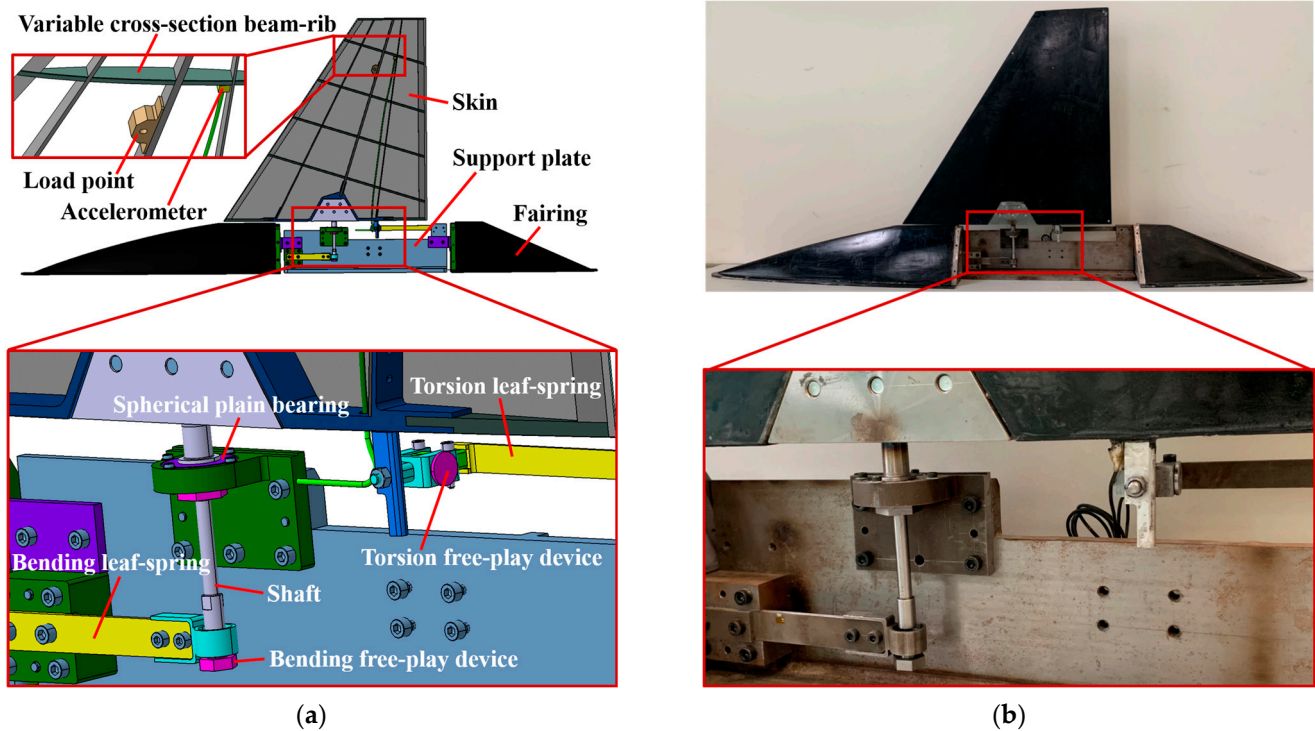 Variable cross-section beam-rib
Skin
Load point
Accelerometer
Support plate
Fairing
Torsion leaf-spring
Spherical plain bearing
Bending leaf-spring
Torsion free-play device
Shaft
Bending free-play device
(a)
(b)